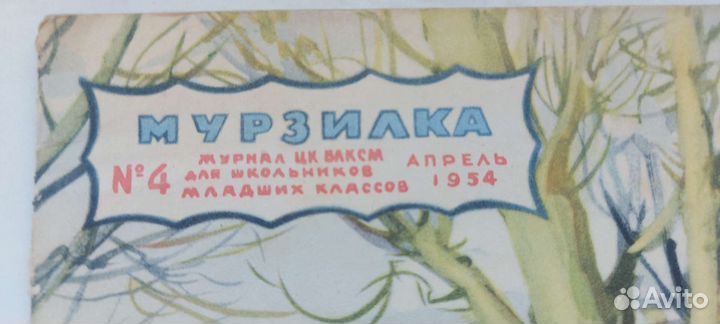 МУРЗИЛКА
№4 ЖУРНАЛ ЦК ВЛКСМ ДЛЯ ШКОЛЬНИКОВ МЛАДШИХ КЛАССОВ АПРЕЛЬ 1954
Avito